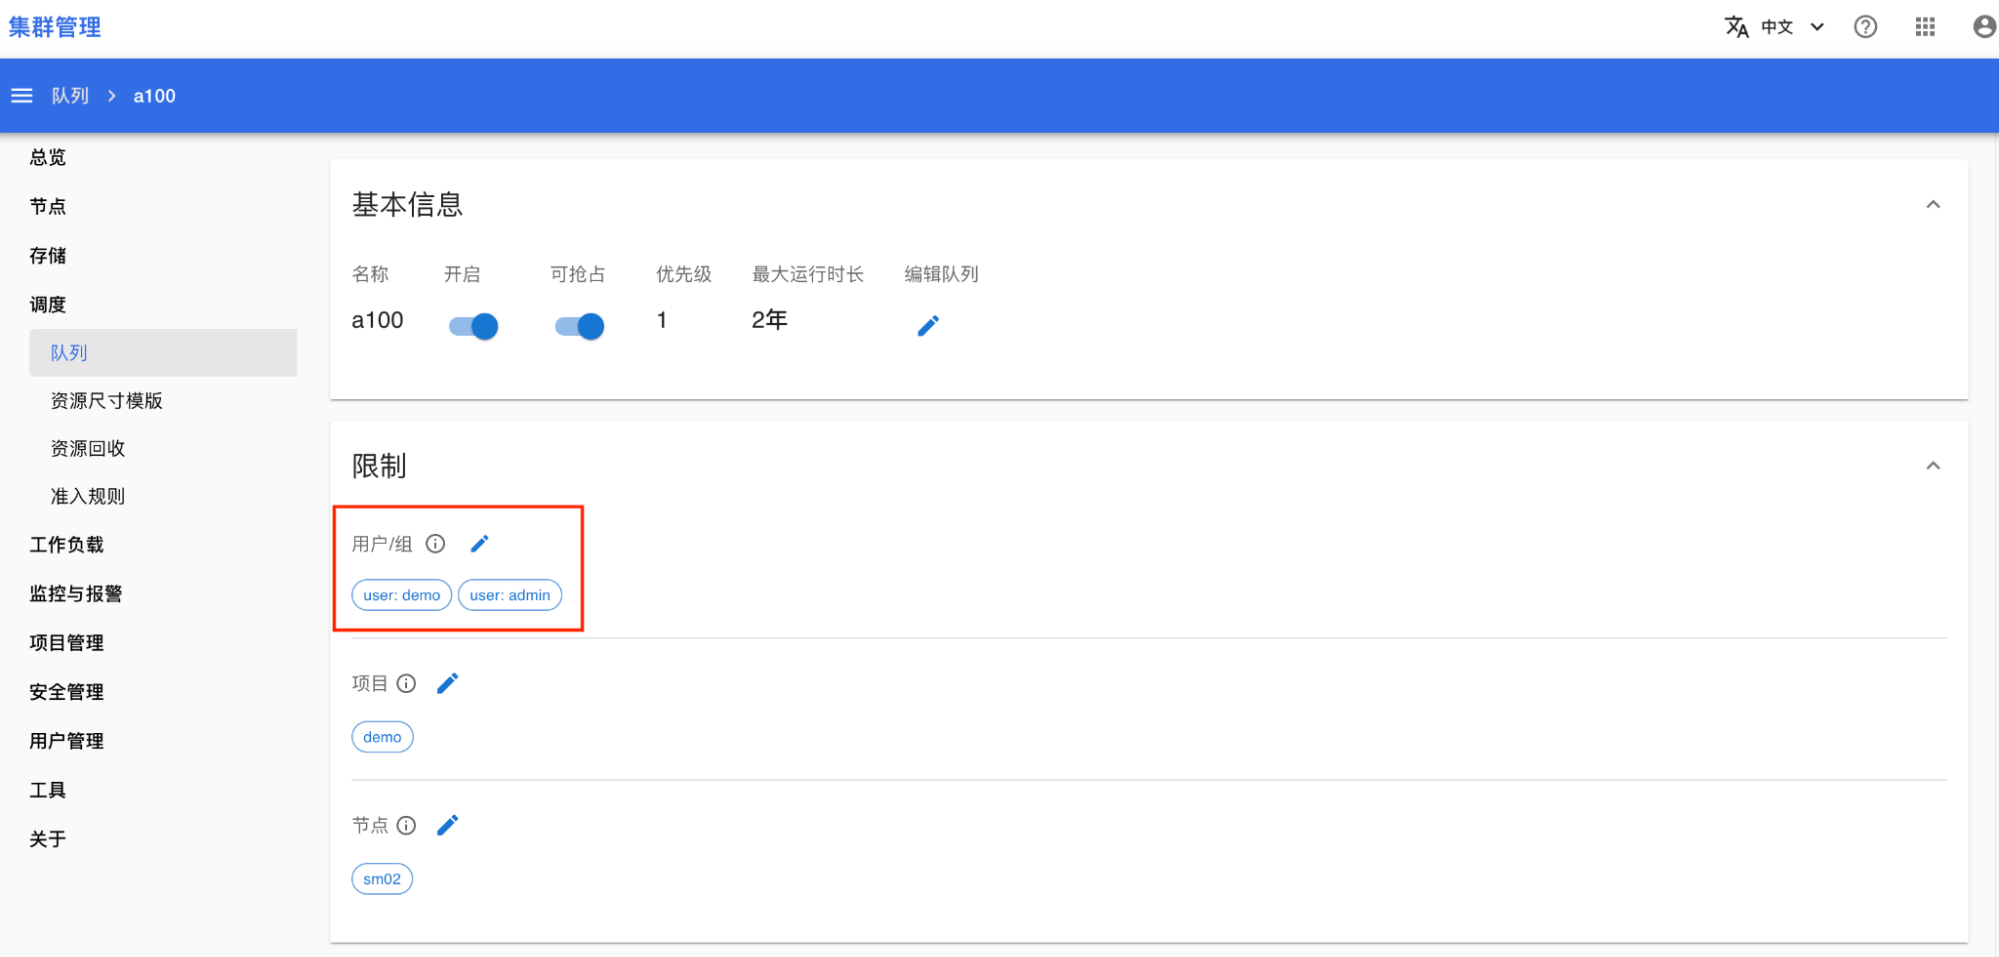 集群管理
中文
队列 > a100
总览
节点
存储
调度
队列
资源尺寸模版
资源回收
准入规则
工作负载
监控与报警
项目管理
安全管理
用户管理
工具
关于
基本信息
名称 开启 可抢占 优先级 最大运行时长 编辑队列
a100 1 2年
限制
用户/组
user: demo user: admin
项目
demo
节点
sm02